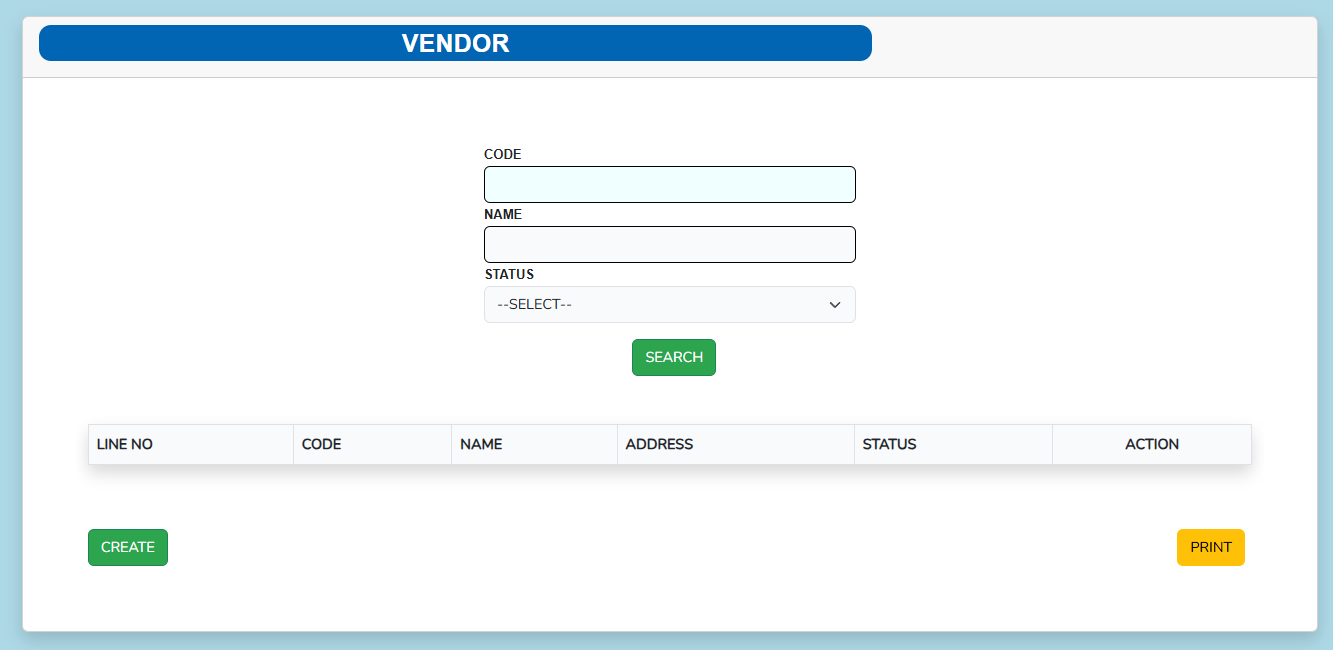 VENDOR
CODE
NAME
STATUS
--SELECT--
SEARCH
LINE NO CODE NAME ADDRESS STATUS ACTION
CREATE PRINT